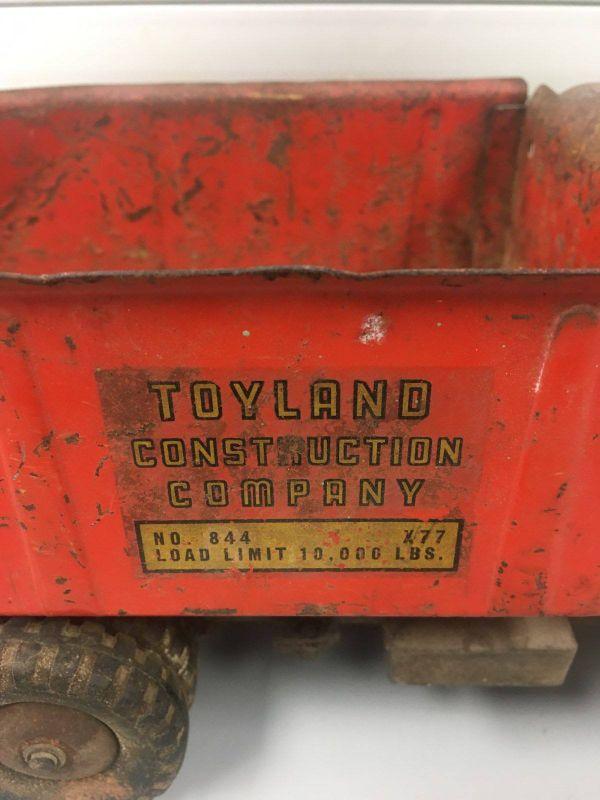 TOYLAND
CONSTRUCTION
COMPANY
NO. 844 X77
LOAD LIMIT 10,000 LBS.